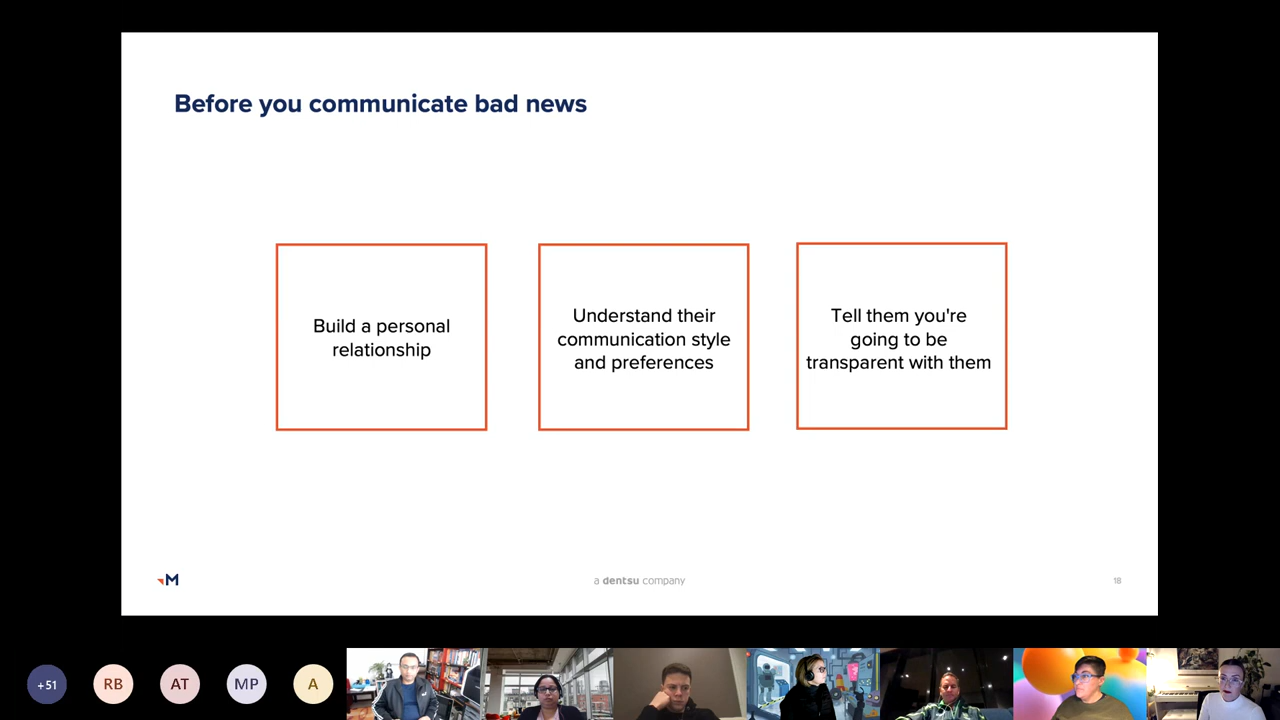 Before you communicate bad news
Build a personal
relationship
Understand their
communication style
and preferences
Tell them you're
going to be
transparent with them
M
a dentsu company
18
+51
RB
AT
MP
A